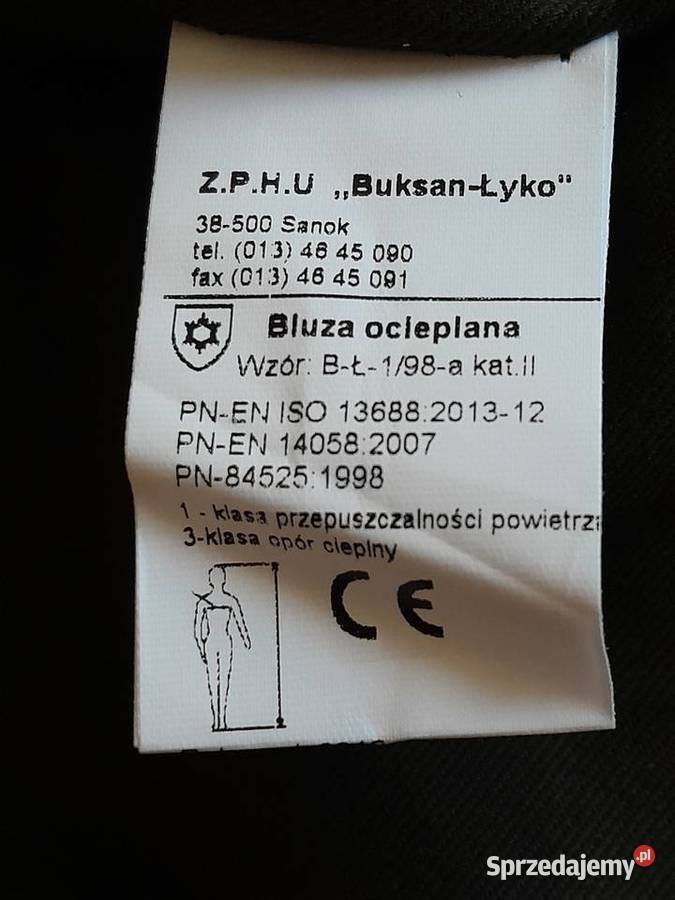 Z.P.H.U „Buksan-Łyko"
38-500 Sanok
tel. (013) 46 45 090
fax (013) 46 45 091
Bluza ocieplana
Wzór: B-Ł-1/98-a kat.II
PN-EN ISO 13688:2013-12
PN-EN 14058:2007
PN-84525:1998
1 - klasa przepuszczalności powietrza
3-klasa opór cieplny
CE
Sprzedajemy.pl